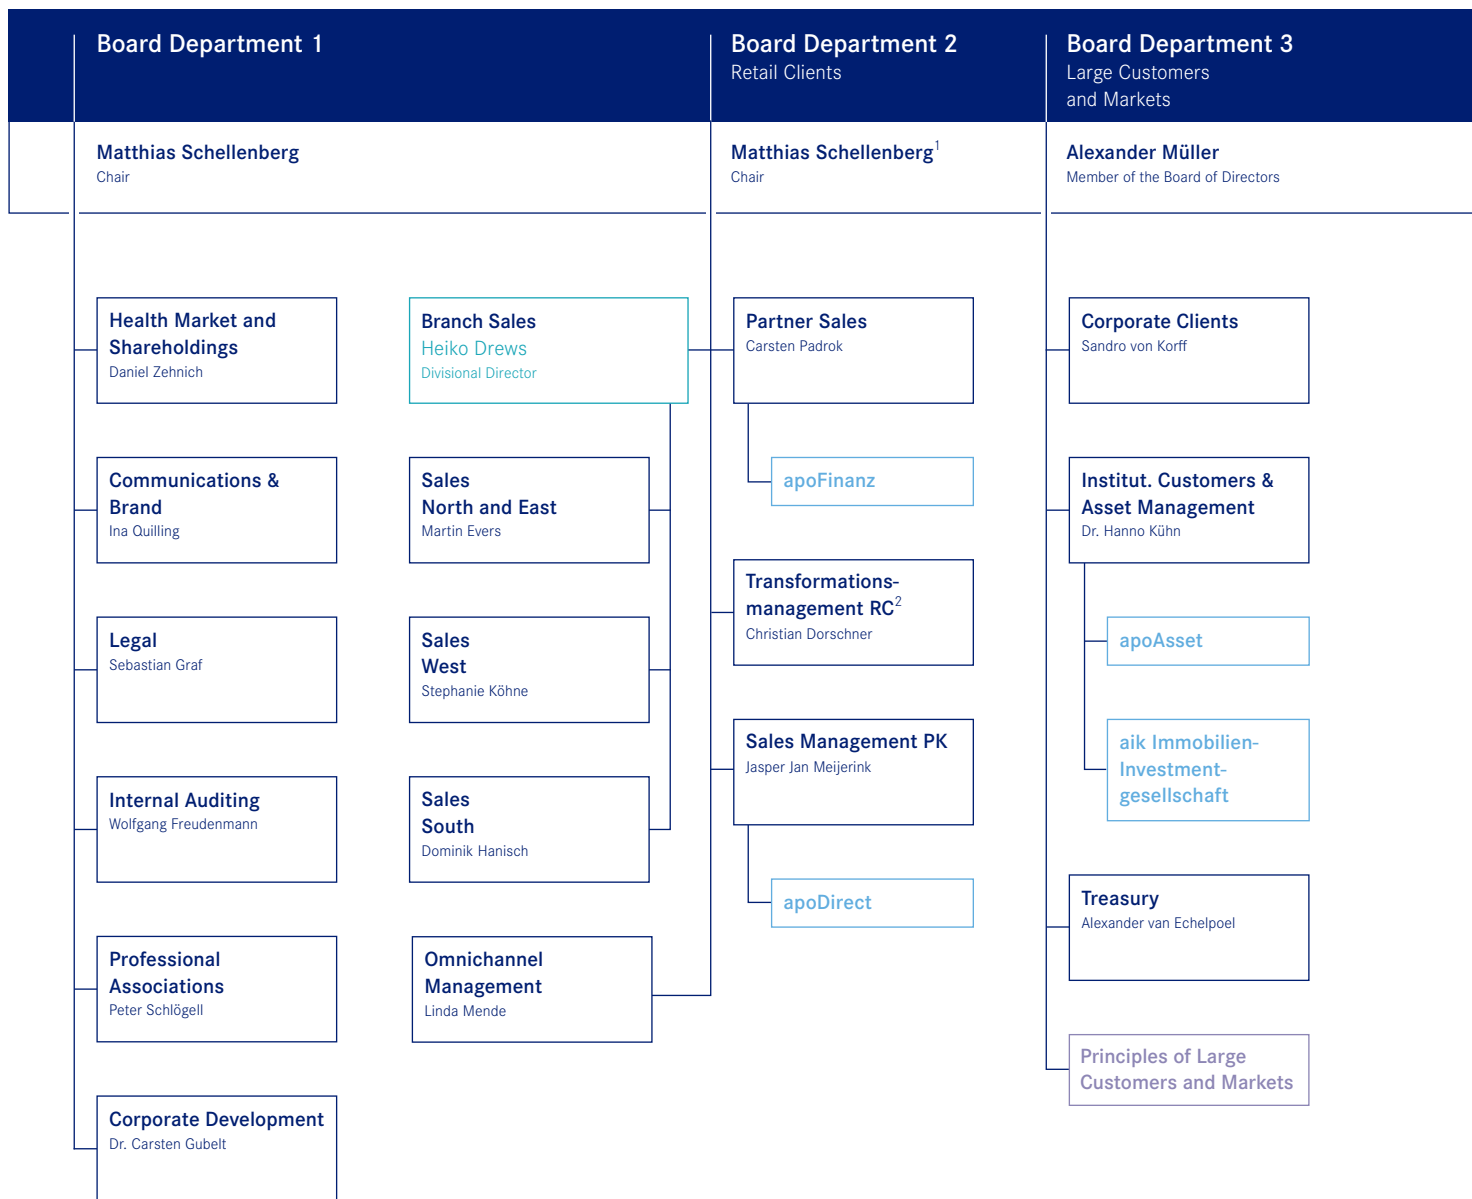 Board Department 1
Board Department 2
Retail Clients
Board Department 3
Large Customers
and Markets
Matthias Schellenberg
Chair
Matthias Schellenberg1
Chair
Alexander Müller
Member of the Board of Directors
Health Market and
Shareholdings
Daniel Zehnich
Communications &
Brand
Ina Quilling
Legal
Sebastian Graf
Internal Auditing
Wolfgang Freudenmann
Professional
Associations
Peter Schlögell
Corporate Development
Dr. Carsten Gubelt
Branch Sales
Heiko Drews
Divisional Director
Sales
North and East
Martin Evers
Sales
West
Stephanie Köhne
Sales
South
Dominik Hanisch
Omnichannel
Management
Linda Mende
Partner Sales
Carsten Padrok
apoFinanz
Transformations-
management RC2
Christian Dorschner
Sales Management PK
Jasper Jan Meijerink
apoDirect
Corporate Clients
Sandro von Korff
Institut. Customers &
Asset Management
Dr. Hanno Kühn
apoAsset
aik Immobilien-
Investment-
gesellschaft
Treasury
Alexander van Echelpoel
Principles of Large
Customers and Markets